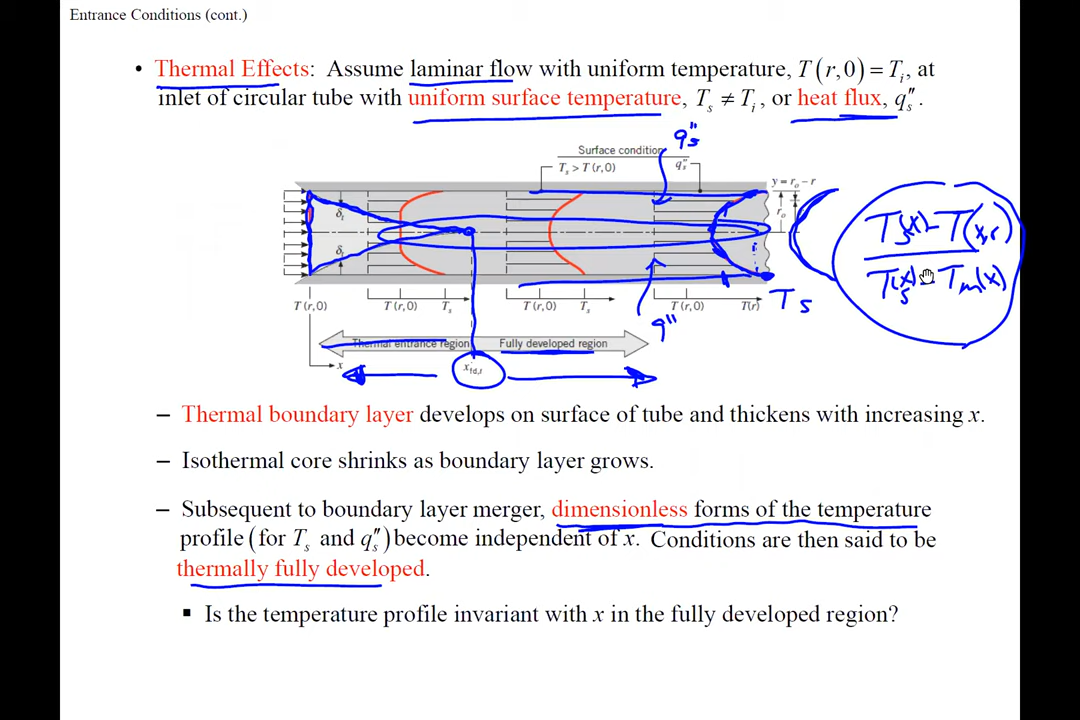 Entrance Conditions (cont.)
• Thermal Effects: Assume laminar flow with uniform temperature, T(r,0) = Tᵢ, at
inlet of circular tube with uniform surface temperature, Tₛ ≠ Tᵢ, or heat flux, q″ₛ.
q″ₛ
Surface condition
Tₛ > T(r,0)
q″ₛ
y = rₒ – r
δₜ
rₒ
δₜ
Tₛ(x) – T(x,r)
Tₛ(x) – Tₘ(x)
Tₛ
q″
T(r,0)
T(r,0)
Tₛ
T(r,0)
Tₛ
T(r,0)
T(r)
Thermal entrance region
Fully developed region
x
x fd,t
– Thermal boundary layer develops on surface of tube and thickens with increasing x.
– Isothermal core shrinks as boundary layer grows.
– Subsequent to boundary layer merger, dimensionless forms of the temperature
profile (for Tₛ and q″ₛ) become independent of x. Conditions are then said to be
thermally fully developed.
▪ Is the temperature profile invariant with x in the fully developed region?